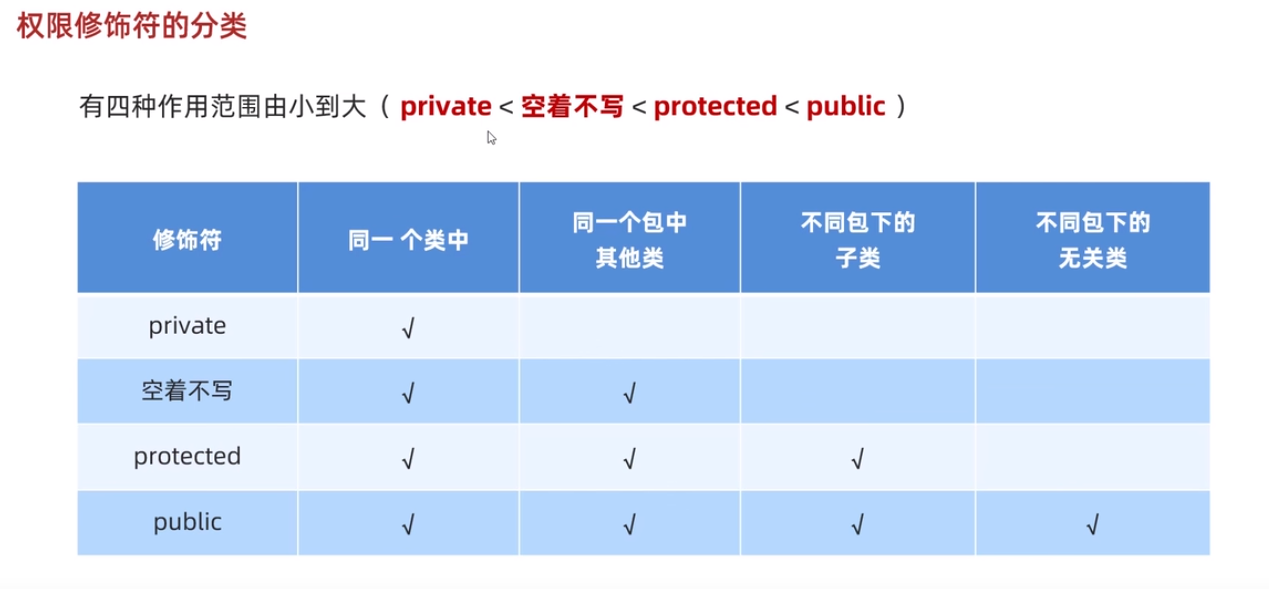 权限修饰符的分类
有四种作用范围由小到大（ private < 空着不写 < protected < public ）
修饰符 同一 个类中 同一个包中 其他类 不同包下的 子类 不同包下的 无关类
private √
空着不写 √ √
protected √ √ √
public √ √ √ √